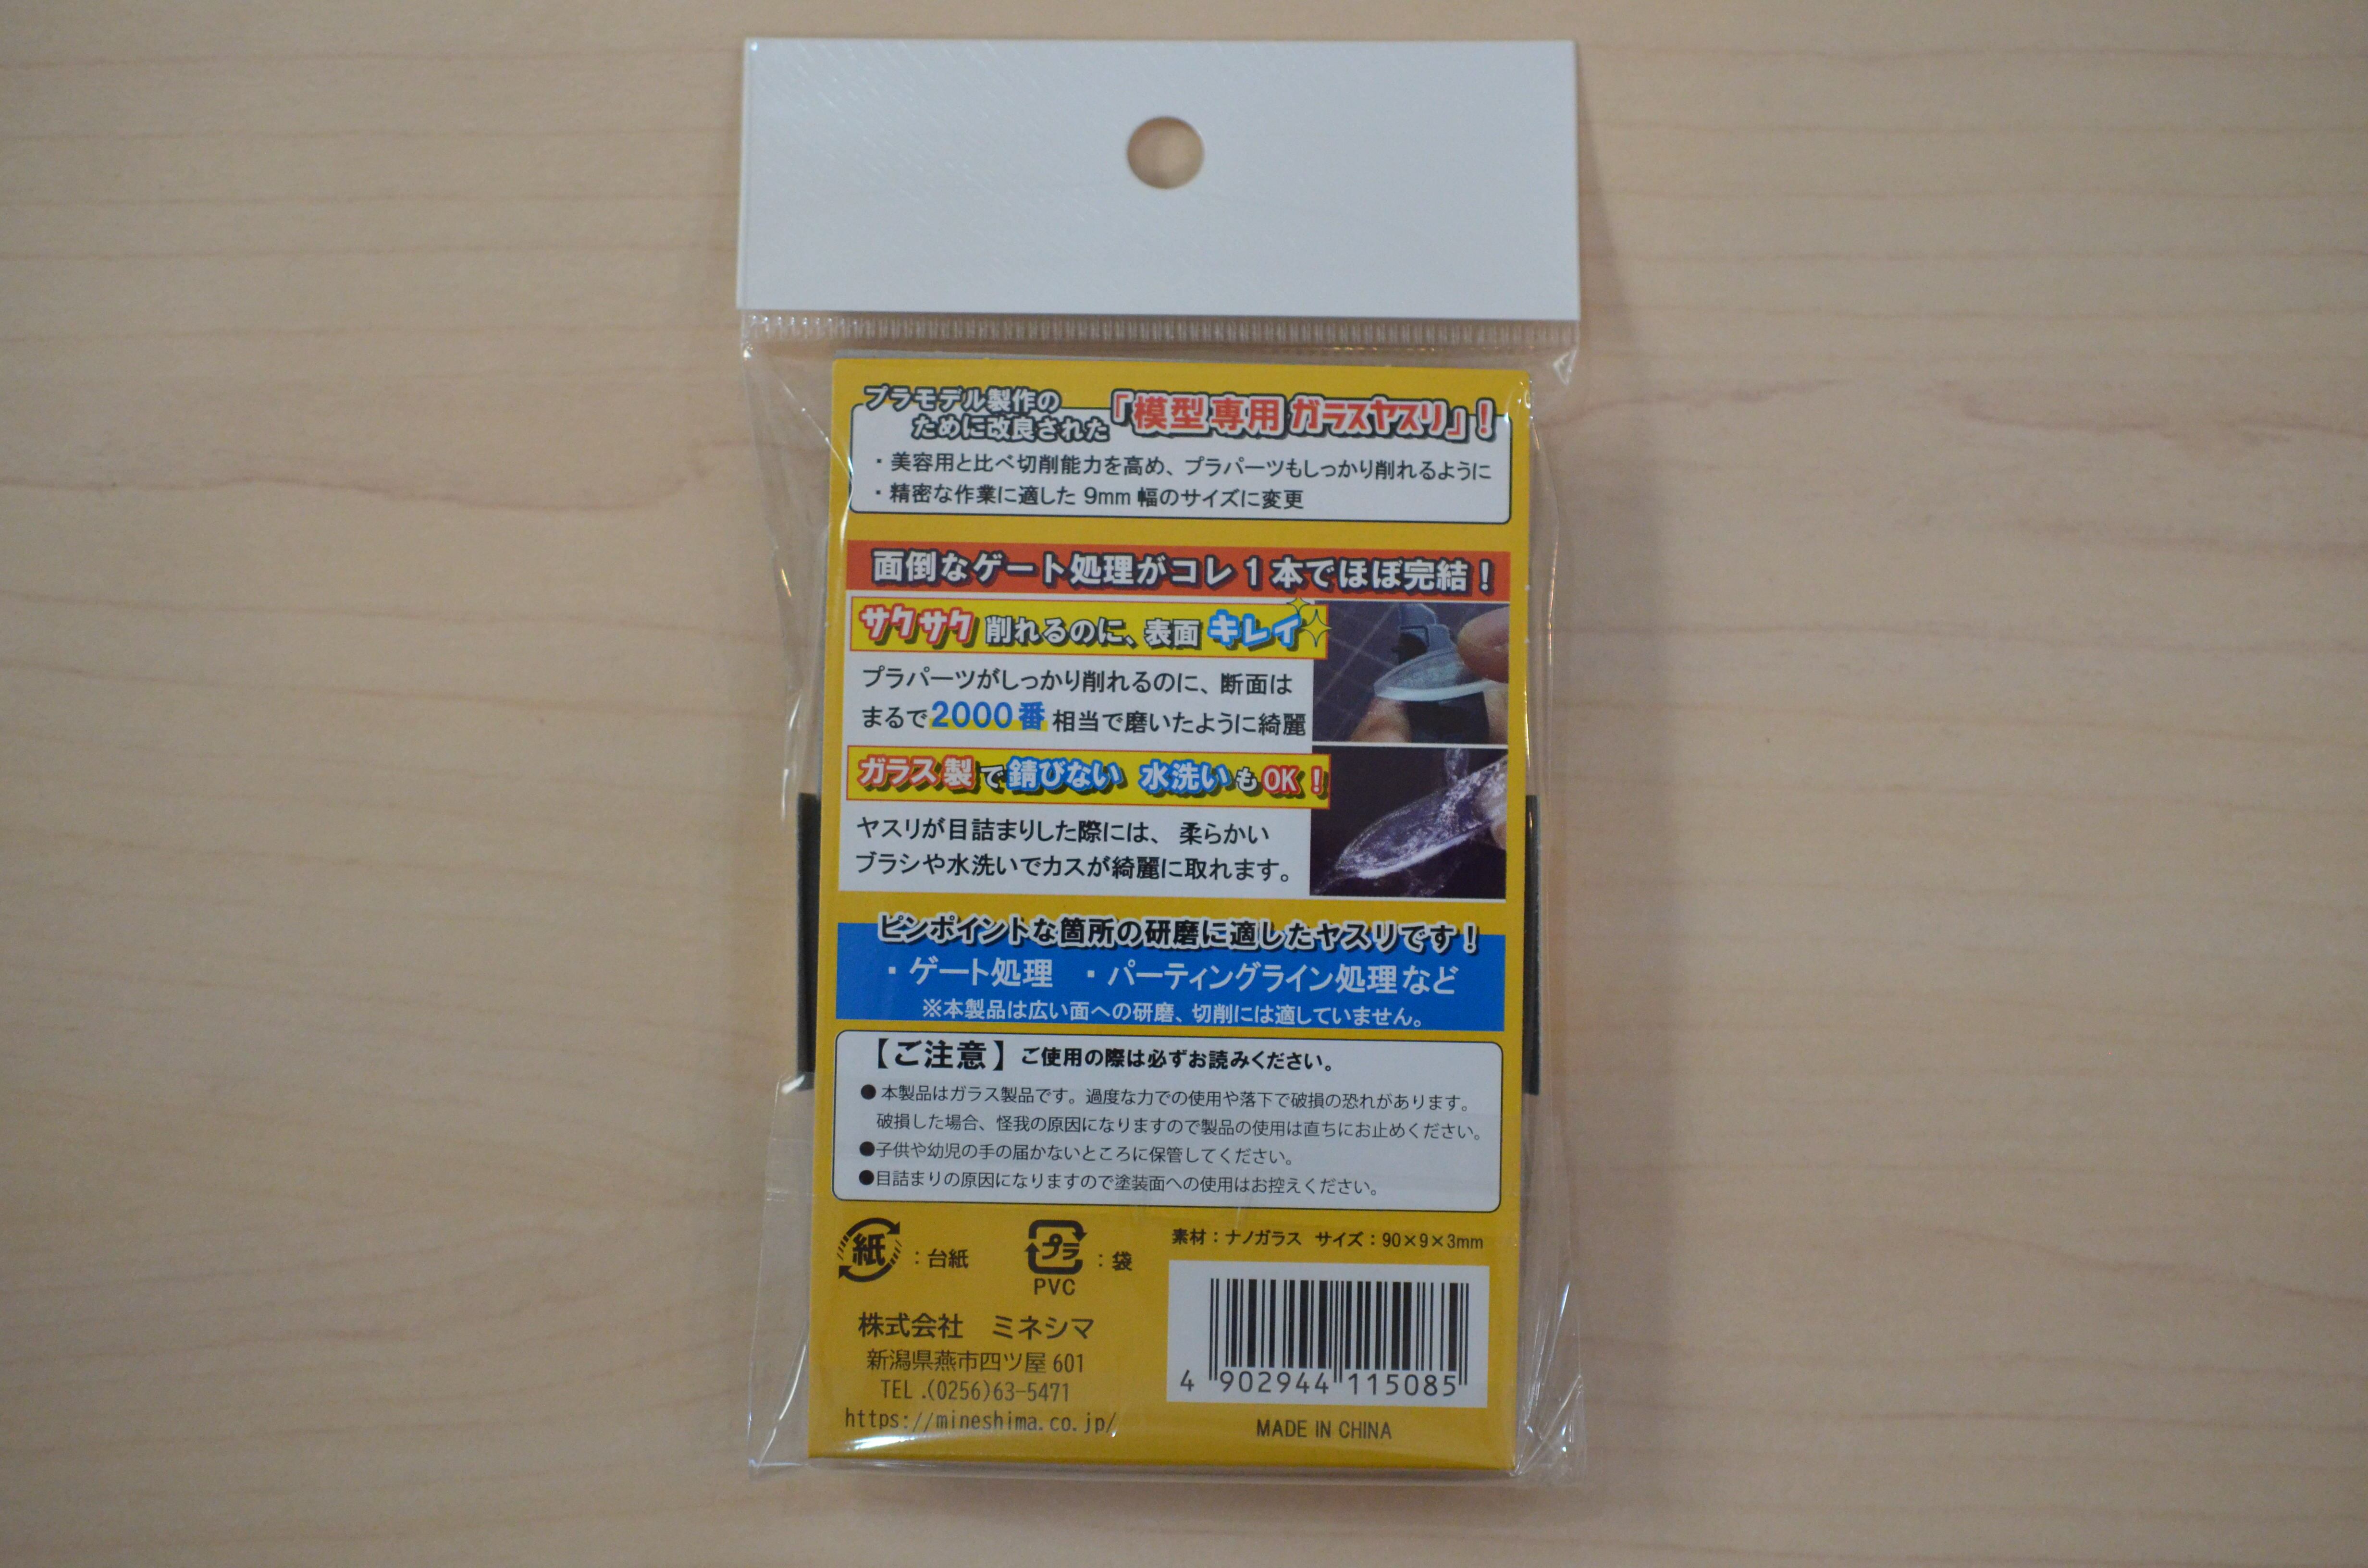 プラモデル製作の
ために改良された「模型専用ガラスヤスリ」！
・美容用と比べ切削能力を高め、プラパーツもしっかり削れるように
・精密な作業に適した 9mm 幅のサイズに変更
面倒なゲート処理がコレ1本でほぼ完結！
サクサク削れるのに、表面キレイ
プラパーツがしっかり削れるのに、断面は
まるで2000番相当で磨いたように綺麗
ガラス製で錆びない 水洗いもOK！
ヤスリが目詰まりした際には、柔らかい
ブラシや水洗いでカスが綺麗に取れます。
ピンポイントな箇所の研磨に適したヤスリです！
・ゲート処理 ・パーティングライン処理など
※本製品は広い面への研磨、切削には適していません。
【ご注意】ご使用の際は必ずお読みください。
●本製品はガラス製品です。過度な力での使用や落下で破損の恐れがあります。
破損した場合、怪我の原因になりますので製品の使用は直ちにお止めください。
●子供や幼児の手の届かないところに保管してください。
●目詰まりの原因になりますので塗装面への使用はお控えください。
紙：台紙
プラ：袋
PVC
素材：ナノガラス サイズ：90×9×3mm
株式会社 ミネシマ
新潟県燕市四ツ屋601
TEL.(0256)63-5471
https://mineshima.co.jp/
4 902944 115085
MADE IN CHINA